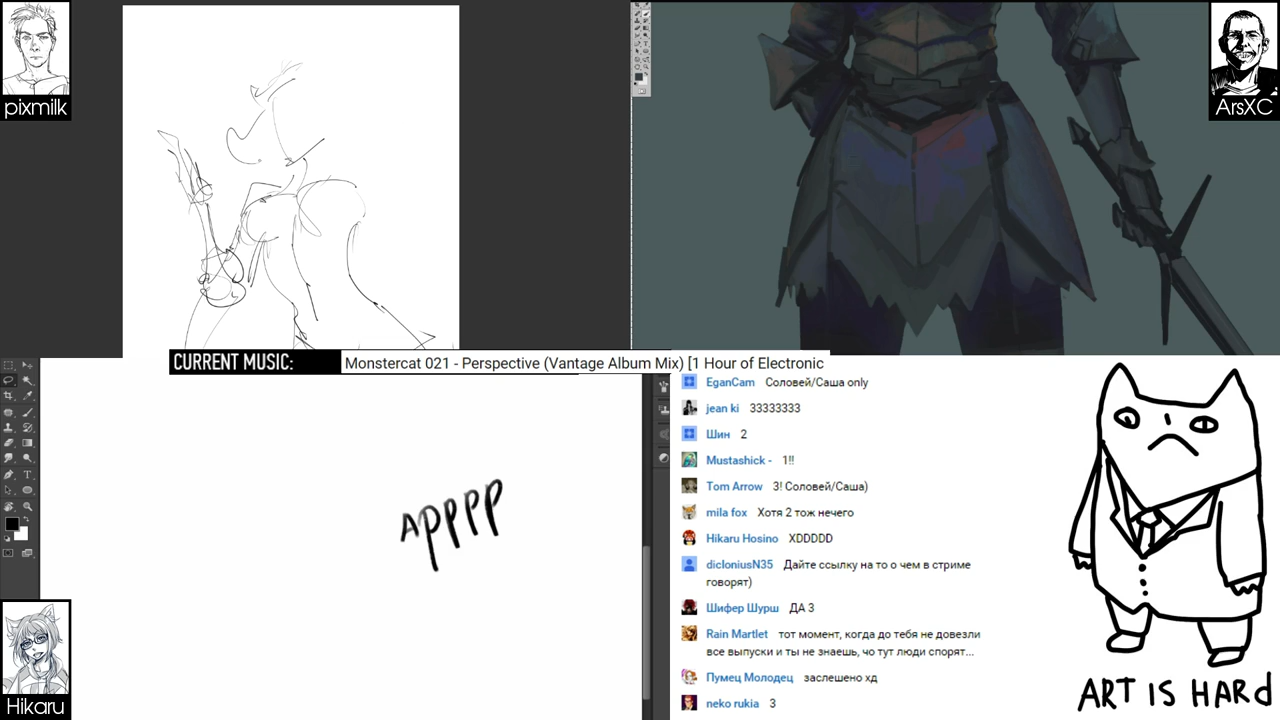 pixmilk
ArsXC
CURRENT MUSIC:
Monstercat 021 - Perspective (Vantage Album Mix) [1 Hour of Electronic
АРРРР
EganCam Соловей/Саша only
jean ki 33333333
Шин 2
Mustashick - 1!!
Tom Arrow 3! Соловей/Саша)
mila fox Хотя 2 тож нечего
Hikaru Hosino XDDDDD
dicloniusN35 Дайте ссылку на то о чем в стриме
говорят)
Шифер Шурш ДА 3
Rain Martlet тот момент, когда до тебя не довезли
все выпуски и ты не знаешь, чо тут люди спорят...
Пумец Молодец заслешено хд
neko rukia 3
Hikaru
ART IS HARd